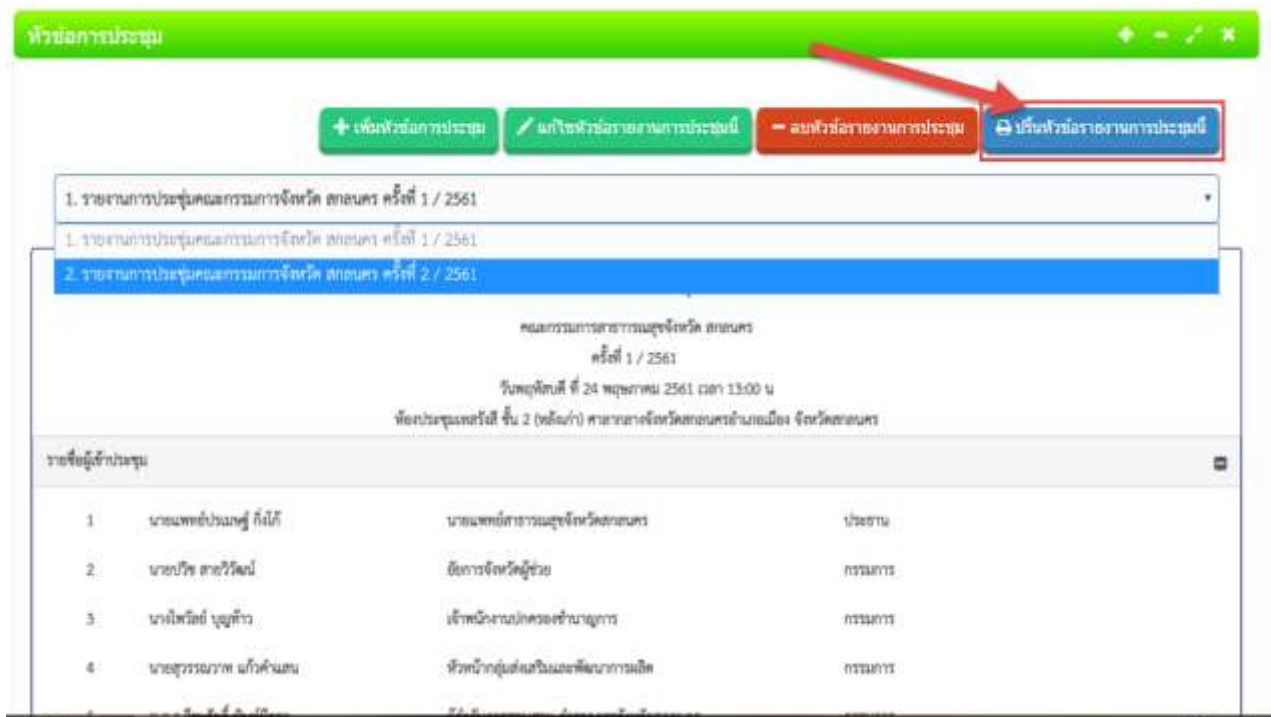 หัวข้อการประชุม
เพิ่มหัวข้อการประชุม แก้ไขหัวข้อรายงานการประชุมนี้ ลบหัวข้อรายงานการประชุม ปริ้นหัวข้อรายงานการประชุมนี้
1. รายงานการประชุ่มคณะกรรมการจังหวัด สกลนคร ครั้งที่ 1 / 2561
1. รายงานการประชุ่มคณะกรรมการจังหวัด สกลนคร ครั้งที่ 1 / 2561
2. รายงานการประชุ่มคณะกรรมการจังหวัด สกลนคร ครั้งที่ 2 / 2561
คณะกรรมการสาธารณสุขจังหวัด สกลนคร
ครั้งที่ 1 / 2561
วันพฤหัสบดี ที่ 24 พฤษภาคม 2561 เวลา 13:00 น
ห้องประชุมเทสรังสี ชั้น 2 (หลังเก่า) ศาลากลางจังหวัดสกลนครอำเภอเมือง จังหวัดสกลนคร
รายชื่อผู้เข้าประชุม
1 นายแพทย์ปรเมษฐ์ กิ่งโก้ นายแพทย์สาธารณสุขจังหวัดสกลนคร ประธาน
2 นายปวิช สายวิวัฒน์ อัยการจังหวัดผู้ช่วย กรรมการ
3 นางไพวัลย์ บุญท้าว เจ้าพนักงานปกครองชำนาญการ กรรมการ
4 นายสุวรรณวาท แก้วคำแสน หัวหน้ากลุ่มส่งเสริมและพัฒนาการผลิต กรรมการ